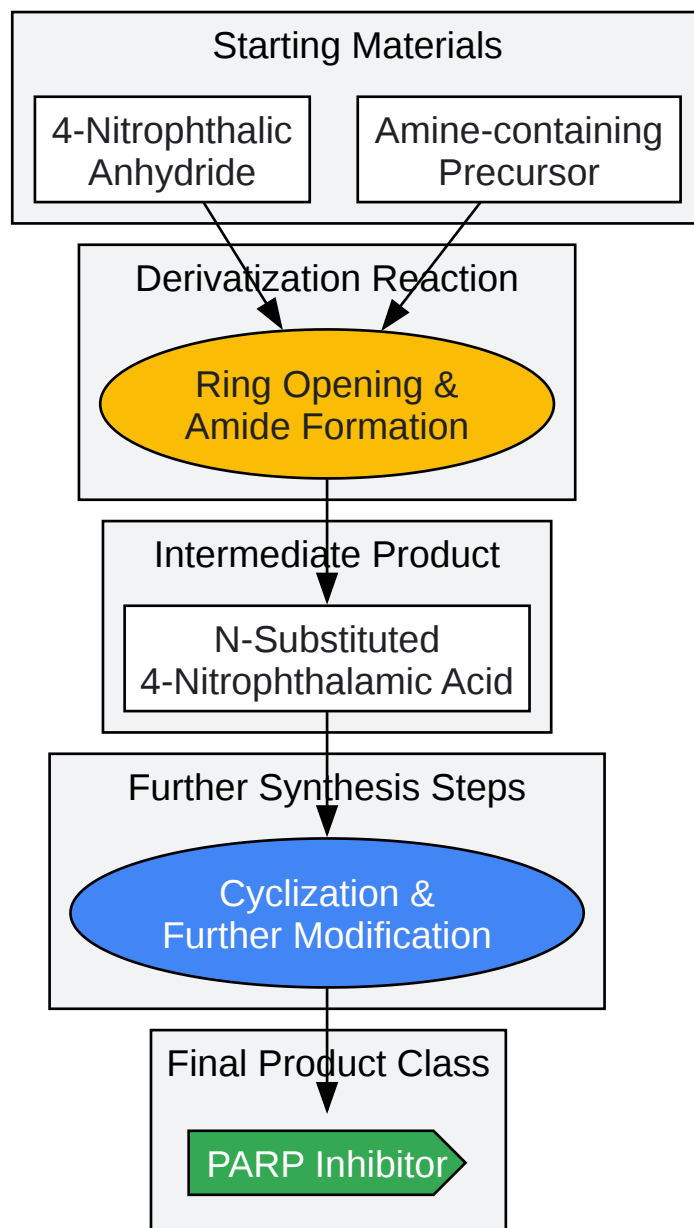 Starting Materials
4-Nitrophthalic
Anhydride
Amine-containing
Precursor
Derivatization Reaction
Ring Opening &
Amide Formation
Intermediate Product
N-Substituted
4-Nitrophthalamic Acid
Further Synthesis Steps
Cyclization &
Further Modification
Final Product Class
PARP Inhibitor